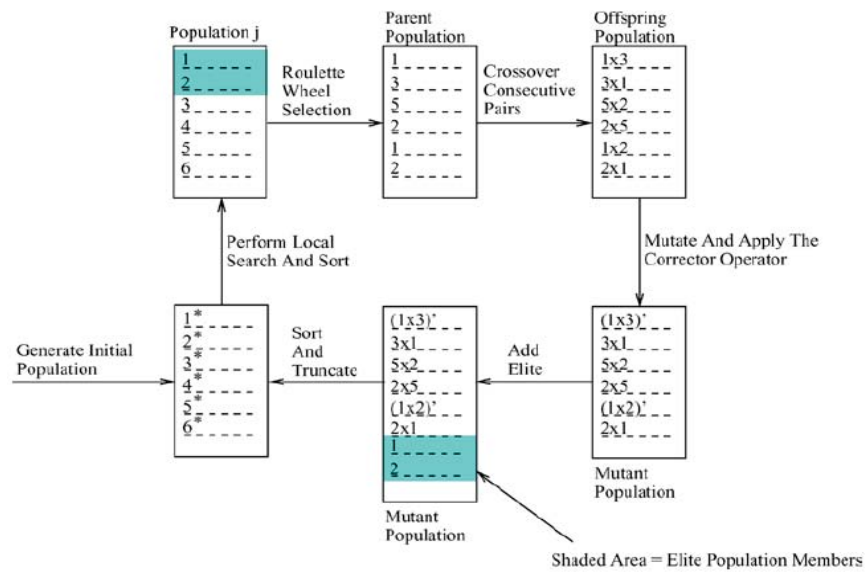 Population j
1
2
3
4
5
6
Roulette
Wheel
Selection
Parent
Population
1
3
5
2
1
2
Crossover
Consecutive
Pairs
Offspring
Population
1x3
3x1
5x2
2x5
1x2
2x1
Mutate And Apply The
Corrector Operator
(1x3)'
3x1
5x2
2x5
(1x2)'
2x1
Mutant
Population
Add
Elite
(1x3)'
3x1
5x2
2x5
(1x2)'
2x1
1
2
Mutant
Population
Shaded Area = Elite Population Members
Sort
And
Truncate
1*
2*
3*
4*
5*
6*
Generate Initial
Population
Perform Local
Search And Sort